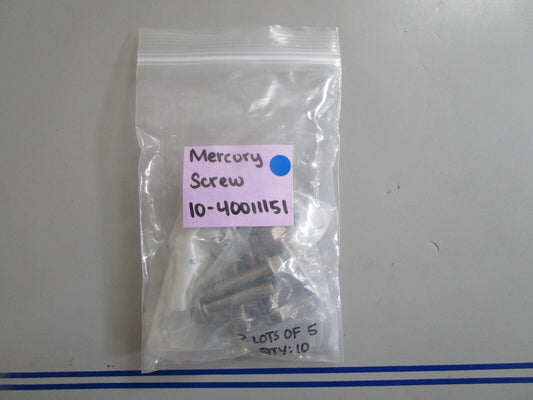 Mercury
Screw
10-40011151
2 LOTS OF 5
QTY: 10